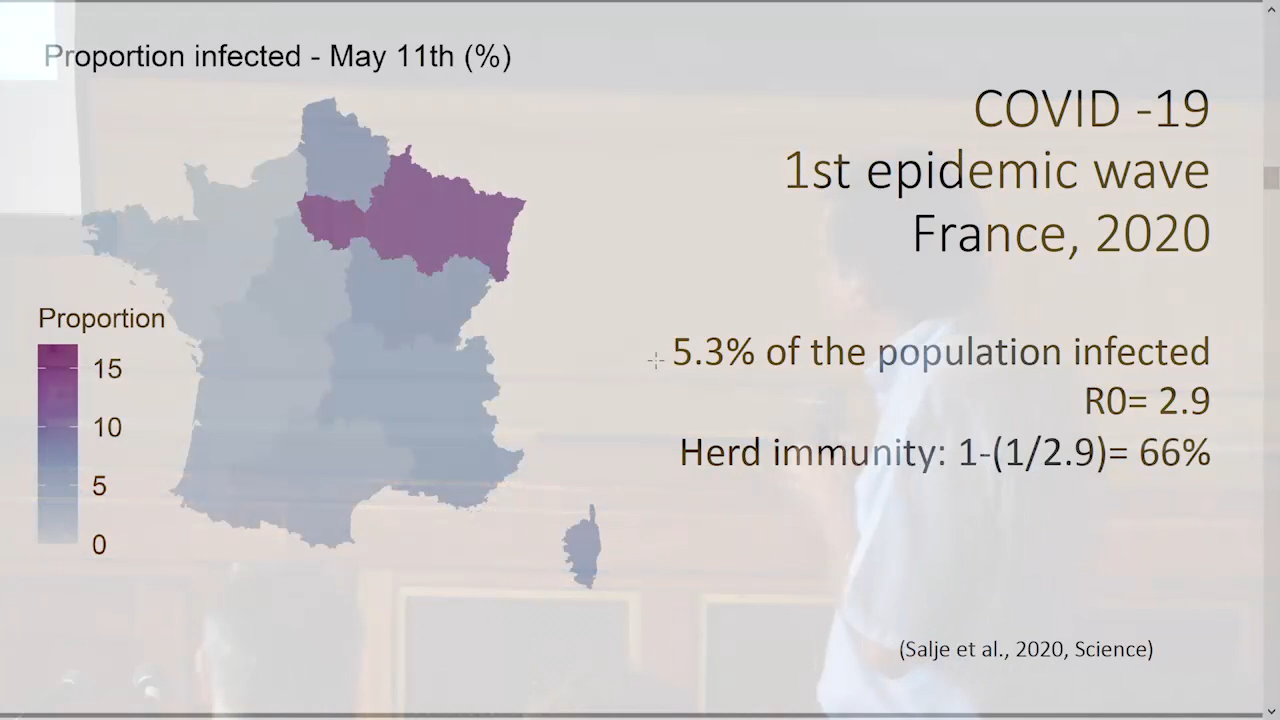 Proportion infected - May 11th (%)
COVID -19
1st epidemic wave
France, 2020
Proportion
15
10
5
0
5.3% of the population infected
R0= 2.9
Herd immunity: 1-(1/2.9)= 66%
(Salje et al., 2020, Science)